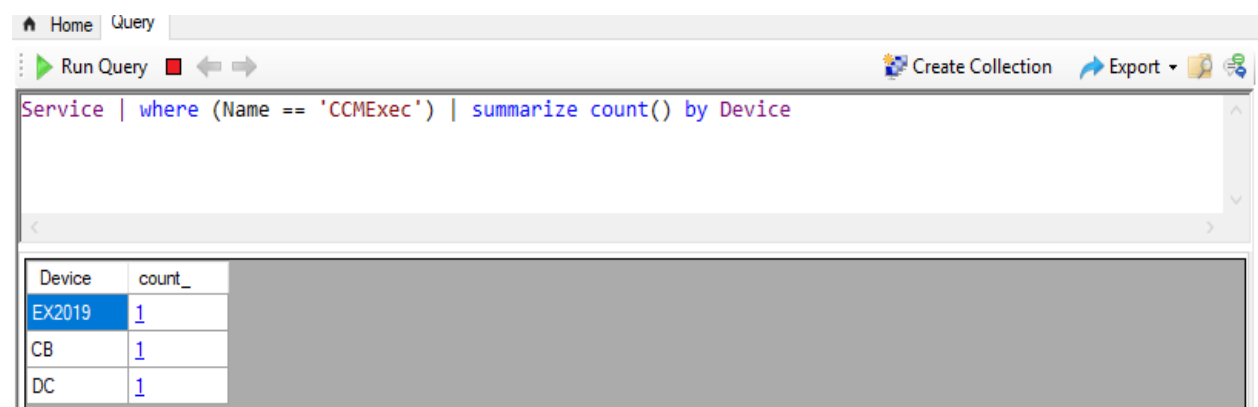 Home Query
Run Query Create Collection Export
Service | where (Name == 'CCMExec') | summarize count() by Device
Device count_
EX2019 1
CB 1
DC 1